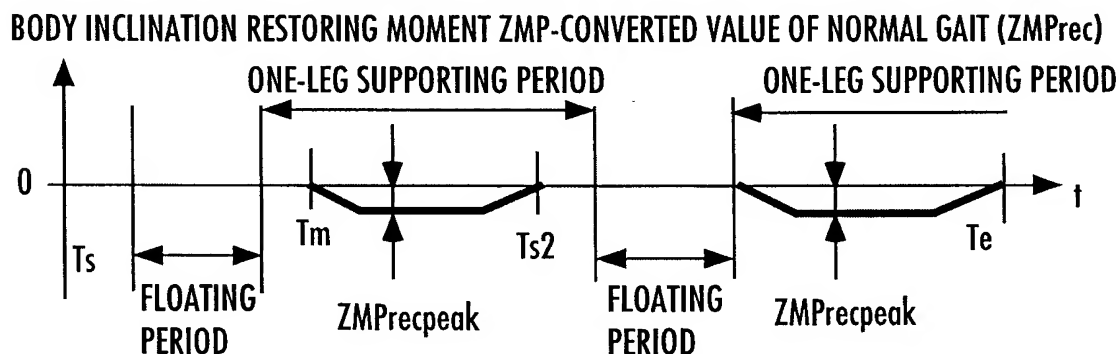 BODY INCLINATION RESTORING MOMENT ZMP-CONVERTED VALUE OF NORMAL GAIT (ZMPrec)
ONE-LEG SUPPORTING PERIOD
ONE-LEG SUPPORTING PERIOD
0
t
Ts
Tm
Ts2
Te
FLOATING
PERIOD
ZMPrecpeak
FLOATING
PERIOD
ZMPrecpeak